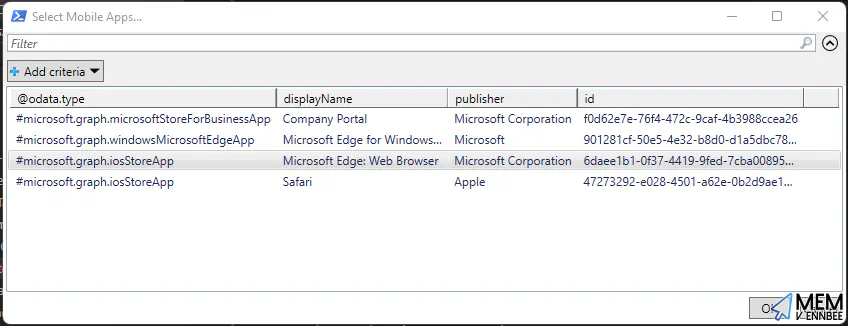 Select Mobile Apps...
Filter
Add criteria
@odata.type displayName publisher id
#microsoft.graph.microsoftStoreForBusinessApp Company Portal Microsoft Corporation f0d62e7e-76f4-472c-9caf-4b3988ccea26
#microsoft.graph.windowsMicrosoftEdgeApp Microsoft Edge for Windows... Microsoft 901281cf-50e5-4e32-b8d0-d1a5dbc78...
#microsoft.graph.iosStoreApp Microsoft Edge: Web Browser Microsoft Corporation 6daee1b1-0f37-4419-9fed-7cba00895...
#microsoft.graph.iosStoreApp Safari Apple 47273292-e028-4501-a62e-0b2d9ae1...
MEM
V ENNBEE